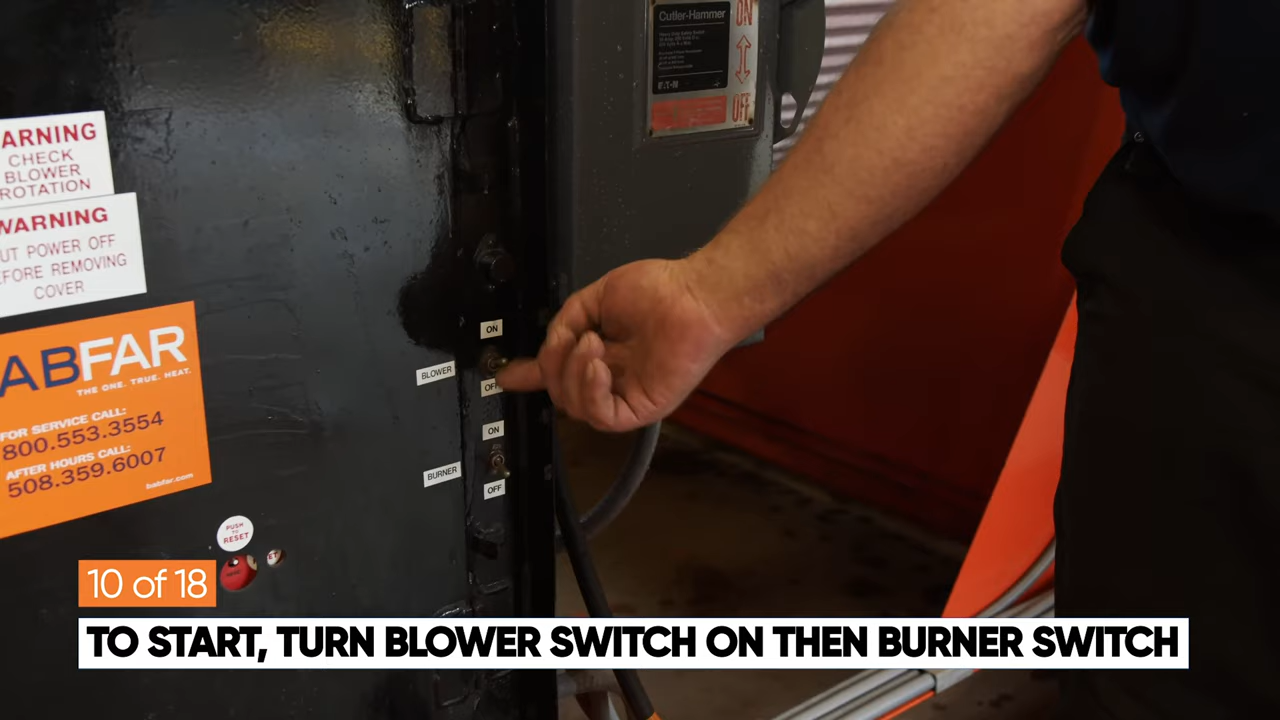 Cutler-Hammer
ON
OFF
ARNING
CHECK
BLOWER
ROTATION
WARNING
UT POWER OFF
EFORE REMOVING
COVER
ABFAR
THE ONE. TRUE. HEAT.
FOR SERVICE CALL:
800.553.3554
AFTER HOURS CALL:
508.359.6007
babfar.com
ON
BLOWER
OFF
ON
BURNER
OFF
PUSH
TO
RESET
10 of 18
TO START, TURN BLOWER SWITCH ON THEN BURNER SWITCH